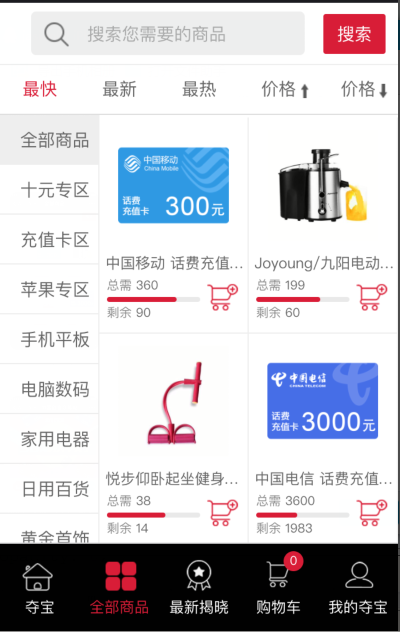 搜索您需要的商品
搜索
最快
最新
最热
价格
价格
全部商品
十元专区
充值卡区
苹果专区
手机平板
电脑数码
家用电器
日用百货
黄金首饰
中国移动
China Mobile
话费
充值卡
300元
中国移动 话费充值...
总需 360
剩余 90
Joyoung/九阳电动...
总需 199
剩余 60
悦步仰卧起坐健身...
总需 38
剩余 14
中国电信
CHINA TELECOM
话费
充值卡
3000元
中国电信 话费充值...
总需 3600
剩余 1983
夺宝
全部商品
最新揭晓
0
购物车
我的夺宝